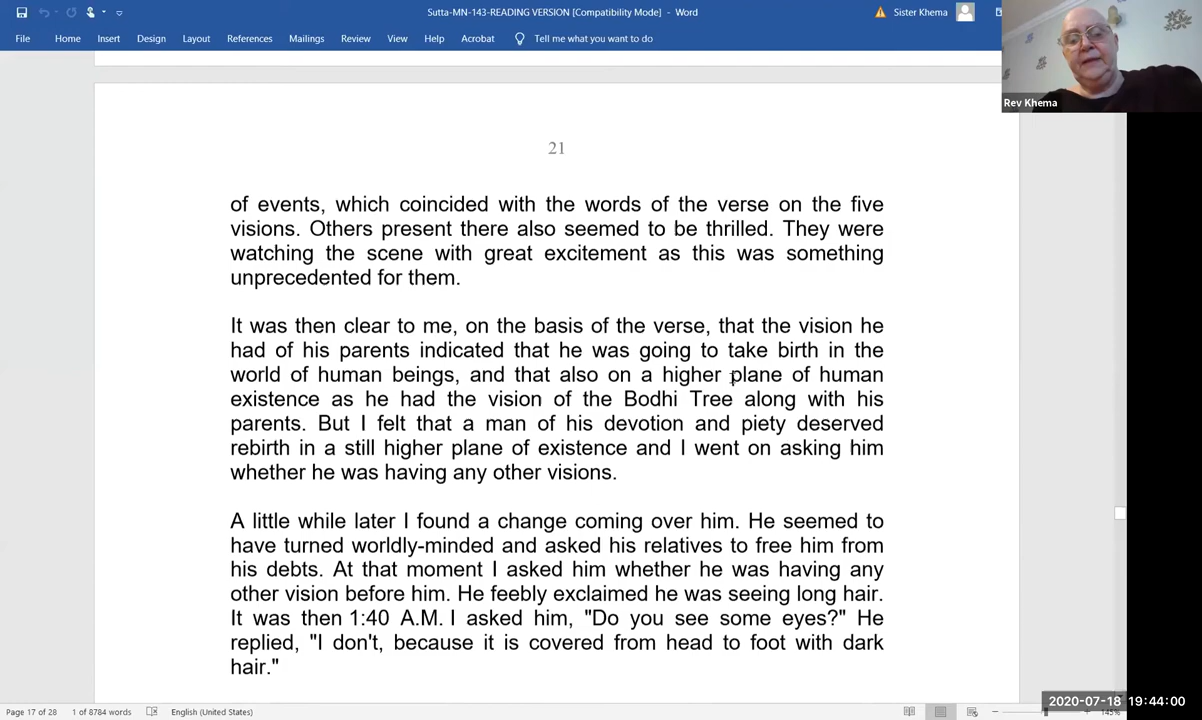 Sutta-MN-143-READING VERSION [Compatibility Mode] - Word
Sister Khema
File Home Insert Design Layout References Mailings Review View Help Acrobat Tell me what you want to do
Rev Khema
21
of events, which coincided with the words of the verse on the five
visions. Others present there also seemed to be thrilled. They were
watching the scene with great excitement as this was something
unprecedented for them.
It was then clear to me, on the basis of the verse, that the vision he
had of his parents indicated that he was going to take birth in the
world of human beings, and that also on a higher plane of human
existence as he had the vision of the Bodhi Tree along with his
parents. But I felt that a man of his devotion and piety deserved
rebirth in a still higher plane of existence and I went on asking him
whether he was having any other visions.
A little while later I found a change coming over him. He seemed to
have turned worldly-minded and asked his relatives to free him from
his debts. At that moment I asked him whether he was having any
other vision before him. He feebly exclaimed he was seeing long hair.
It was then 1:40 A.M. I asked him, "Do you see some eyes?" He
replied, "I don't, because it is covered from head to foot with dark
hair."
2020-07-18 19:44:00
Page 17 of 28 1 of 8784 words English (United States) 145%